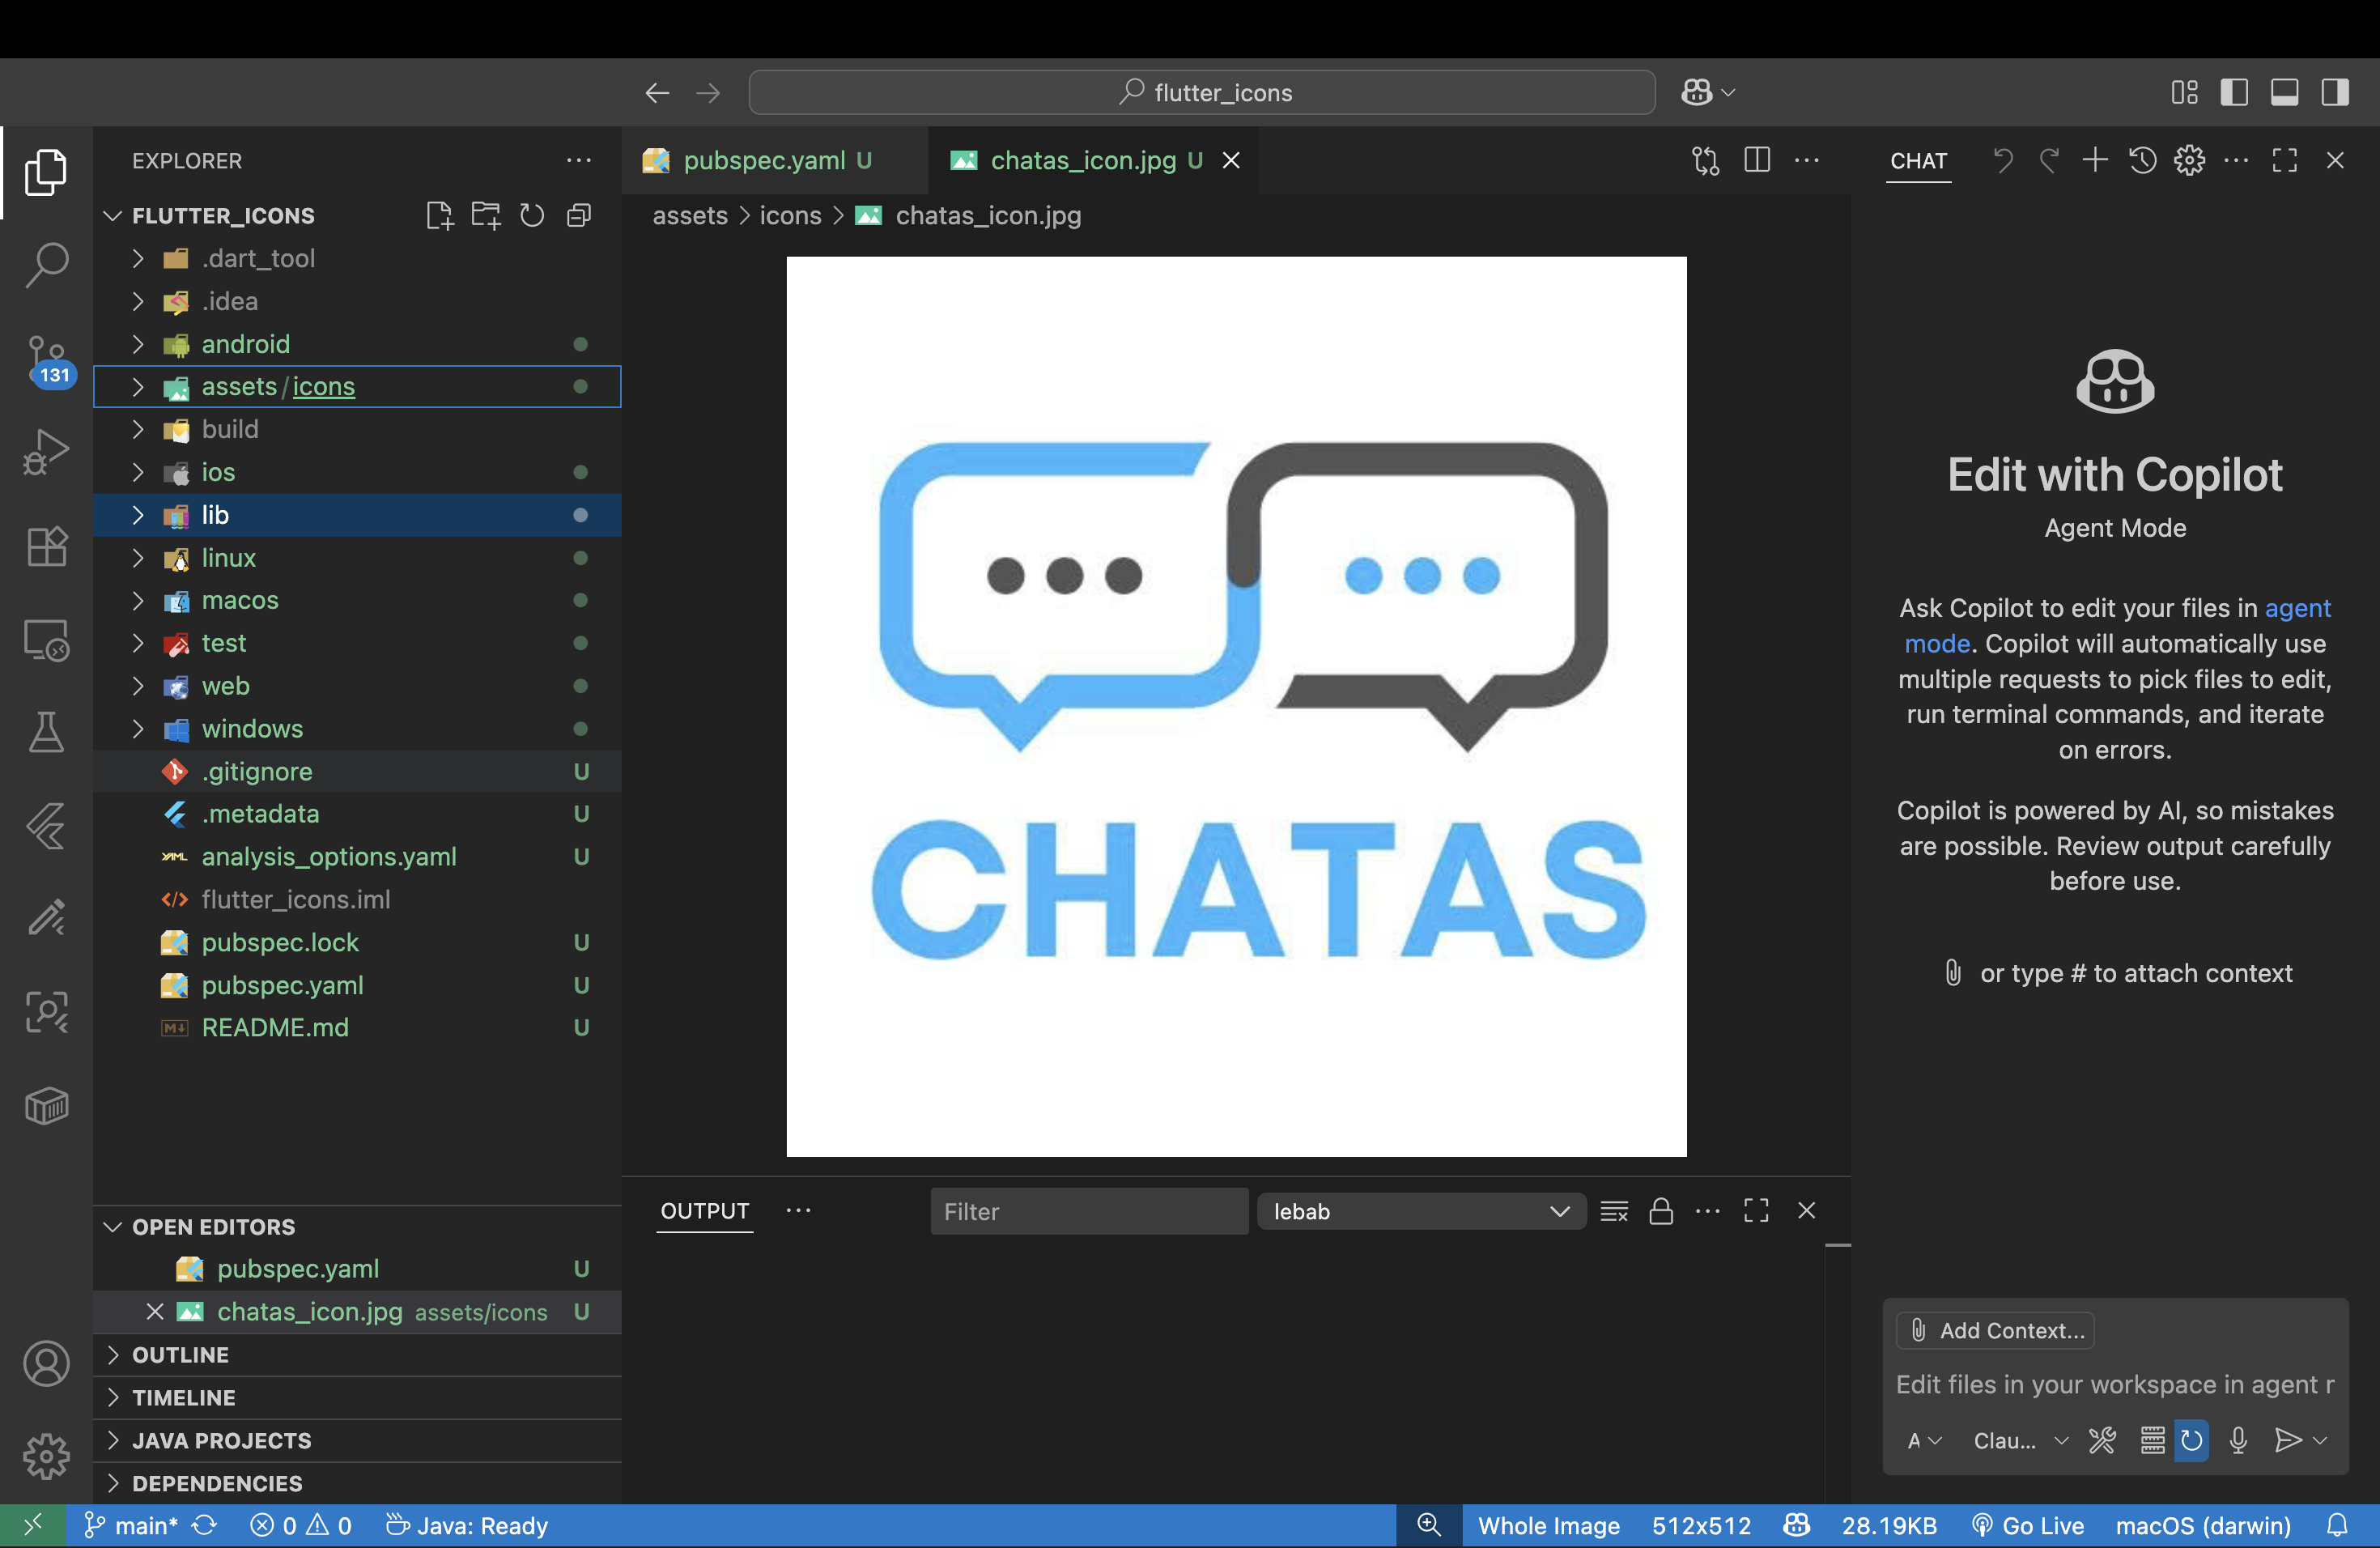 flutter_icons
EXPLORER
FLUTTER_ICONS
.dart_tool
.idea
android
assets/icons
build
ios
lib
linux
macos
test
web
windows
.gitignore U
.metadata U
analysis_options.yaml U
flutter_icons.iml
pubspec.lock U
pubspec.yaml U
README.md U
131
OPEN EDITORS
pubspec.yaml U
chatas_icon.jpg assets/icons U
OUTLINE
TIMELINE
JAVA PROJECTS
DEPENDENCIES
pubspec.yaml U
chatas_icon.jpg U
assets > icons > chatas_icon.jpg
CHATAS
OUTPUT
Filter
lebab
CHAT
Edit with Copilot
Agent Mode
Ask Copilot to edit your files in agent
mode. Copilot will automatically use
multiple requests to pick files to edit,
run terminal commands, and iterate
on errors.
Copilot is powered by AI, so mistakes
are possible. Review output carefully
before use.
or type # to attach context
Add Context...
Edit files in your workspace in agent r
A Clau...
main* 0 0 Java: Ready
Whole Image 512x512 28.19KB Go Live macOS (darwin)